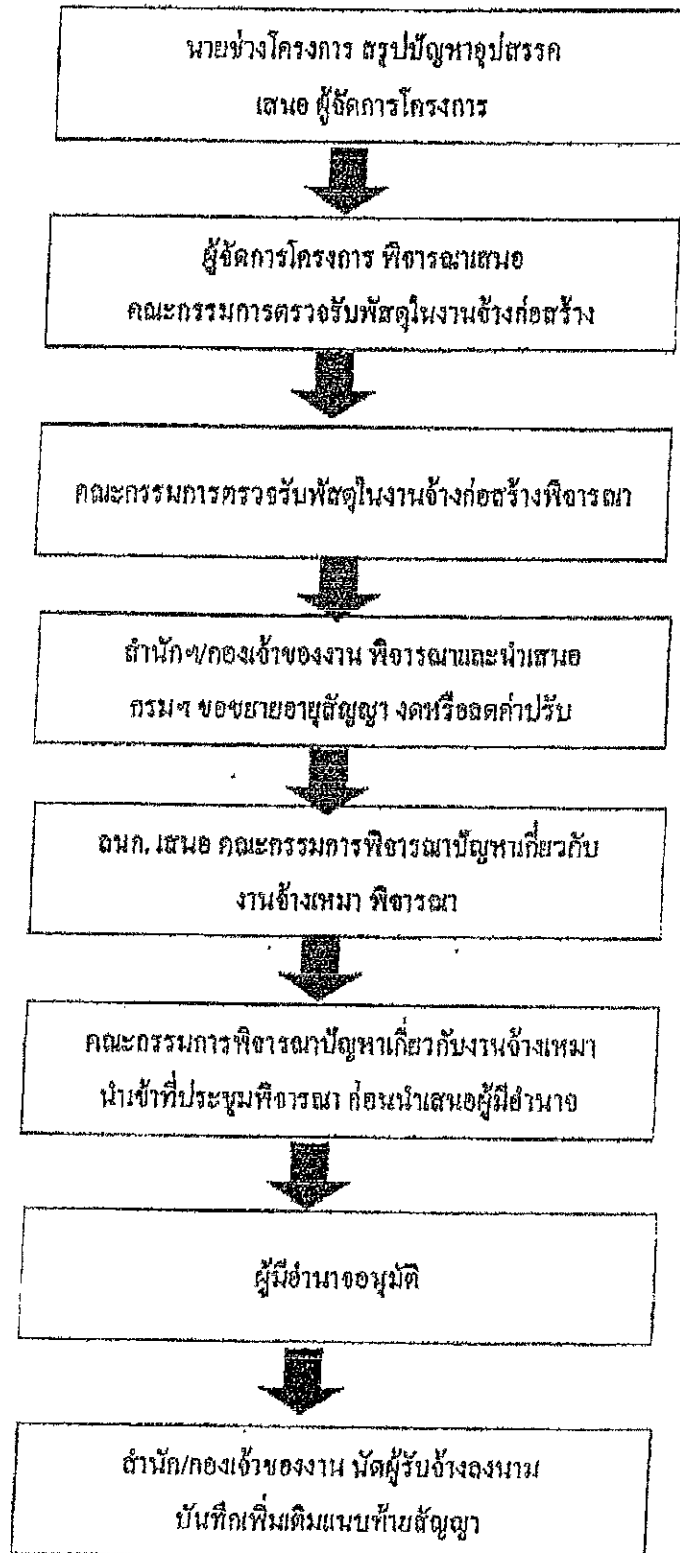 นายช่างโครงการ สรุปปัญหาอุปสรรค
เสนอ ผู้จัดการโครงการ
ผู้จัดการโครงการ พิจารณาเสนอ
คณะกรรมการตรวจรับพัสดุในงานจ้างก่อสร้าง
คณะกรรมการตรวจรับพัสดุในงานจ้างก่อสร้างพิจารณา
สำนักฯ/กองเจ้าของงาน พิจารณาและนำเสนอ
กรมฯ ขอขยายอายุสัญญา งดหรือลดค่าปรับ
ลนก. เสนอ คณะกรรมการพิจารณาปัญหาเกี่ยวกับ
งานจ้างเหมา พิจารณา
คณะกรรมการพิจารณาปัญหาเกี่ยวกับงานจ้างเหมา
นำเข้าที่ประชุมพิจารณา ก่อนนำเสนอผู้มีอำนาจ
ผู้มีอำนาจอนุมัติ
สำนัก/กองเจ้าของงาน นัดผู้รับจ้างลงนาม
บันทึกเพิ่มเติมแนบท้ายสัญญา